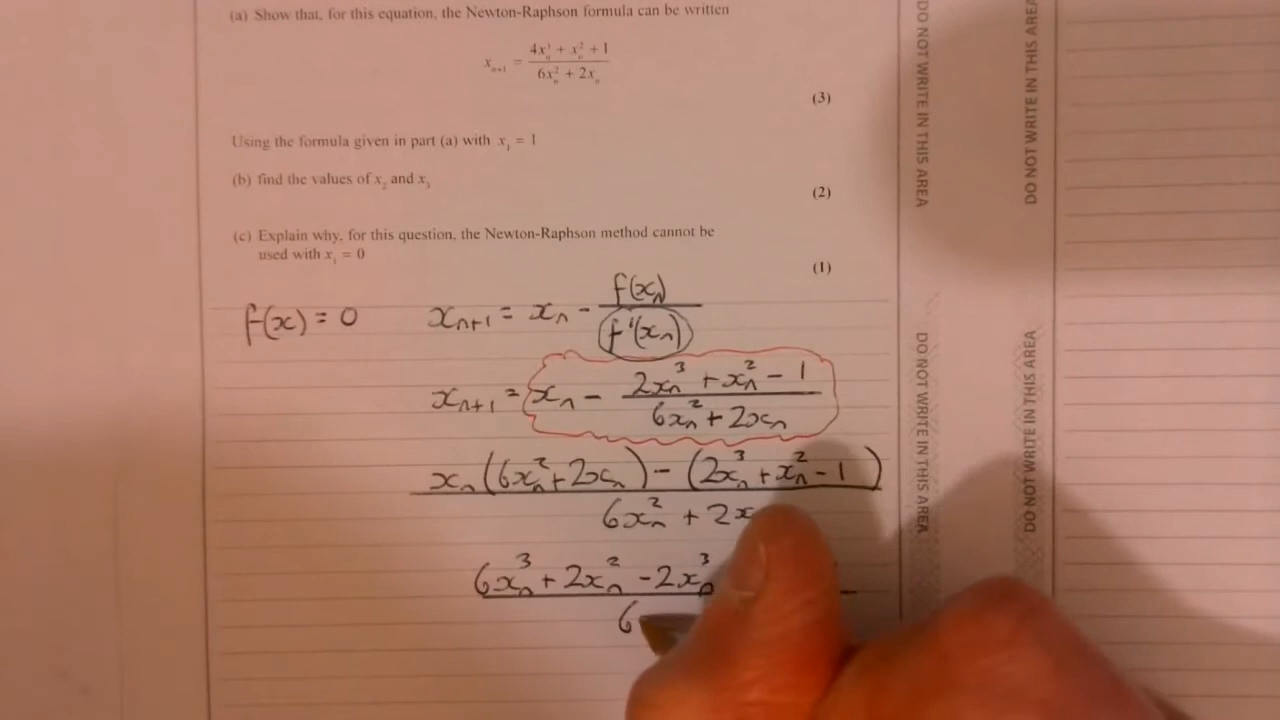 (a) Show that, for this equation, the Newton-Raphson formula can be written
xₙ₊₁ = (4xₙ³ + xₙ² + 1) / (6xₙ² + 2xₙ)
(3)
Using the formula given in part (a) with x₁ = 1
(b) find the values of x₂ and x₃
(2)
(c) Explain why, for this question, the Newton-Raphson method cannot be
used with x₁ = 0
(1)
f(x) = 0
xₙ₊₁ = xₙ - f(xₙ) / f'(xₙ)
xₙ₊₁ = xₙ - (2xₙ³ + xₙ² - 1) / (6xₙ² + 2xₙ)
xₙ(6xₙ² + 2xₙ) - (2xₙ³ + xₙ² - 1)
6xₙ² + 2x
6xₙ³ + 2xₙ² - 2xₙ³
6
DO NOT WRITE IN THIS AREA
DO NOT WRITE IN THIS AREA
DO NOT WRITE IN THIS AREA
DO NOT WRITE IN THIS AREA